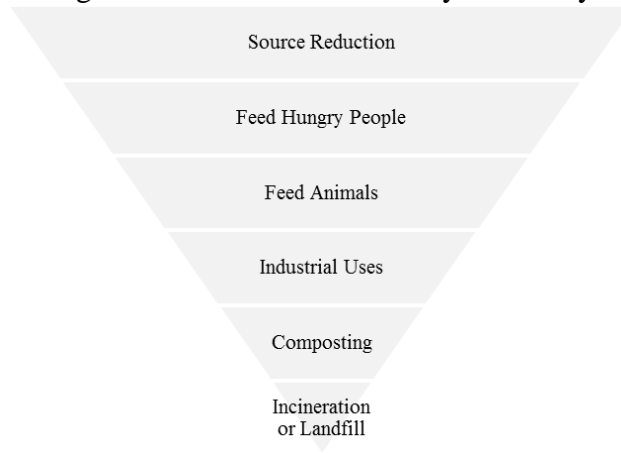 Source Reduction
Feed Hungry People
Feed Animals
Industrial Uses
Composting
Incineration
or Landfill